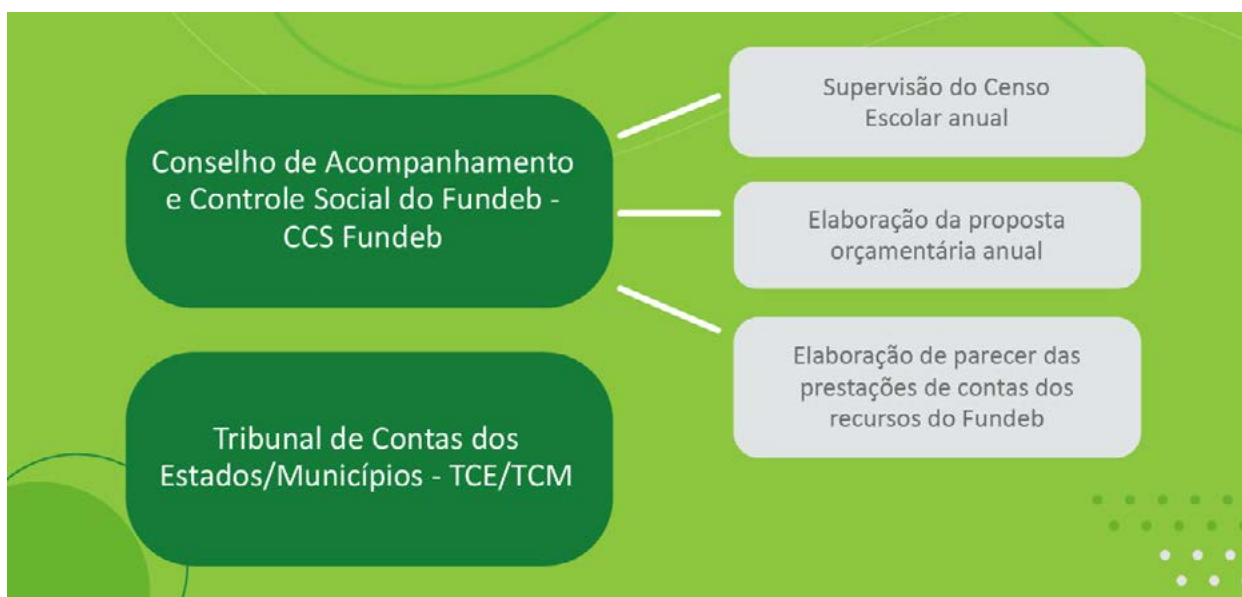 Conselho de Acompanhamento
e Controle Social do Fundeb -
CCS Fundeb
Supervisão do Censo
Escolar anual
Elaboração da proposta
orçamentária anual
Elaboração de parecer das
prestações de contas dos
recursos do Fundeb
Tribunal de Contas dos
Estados/Municípios - TCE/TCM